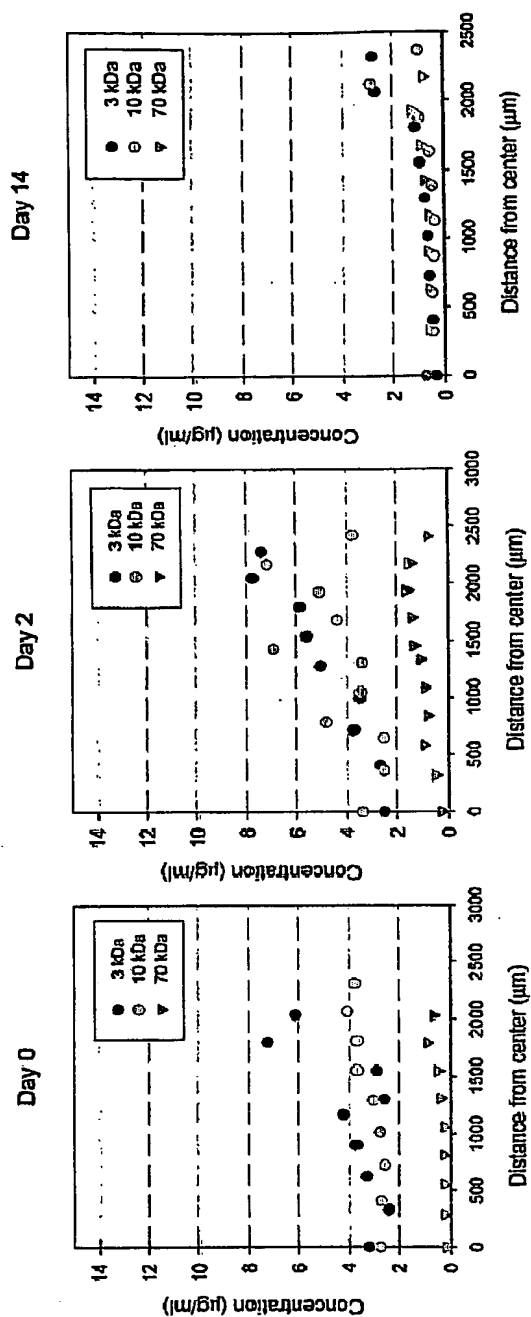 Day 0
Concentration (µg/ml)
14
12
10
8
6
4
2
0
3 kDa
10 kDa
70 kDa
0
500
1000
1500
2000
2500
3000
Distance from center (µm)
Day 2
Concentration (µg/ml)
14
12
10
8
6
4
2
0
3 kDa
10 kDa
70 kDa
0
500
1000
1500
2000
2500
3000
Distance from center (µm)
Day 14
Concentration (µg/ml)
14
12
10
8
6
4
2
0
3 kDa
10 kDa
70 kDa
0
500
1000
1500
2000
2500
Distance from center (µm)